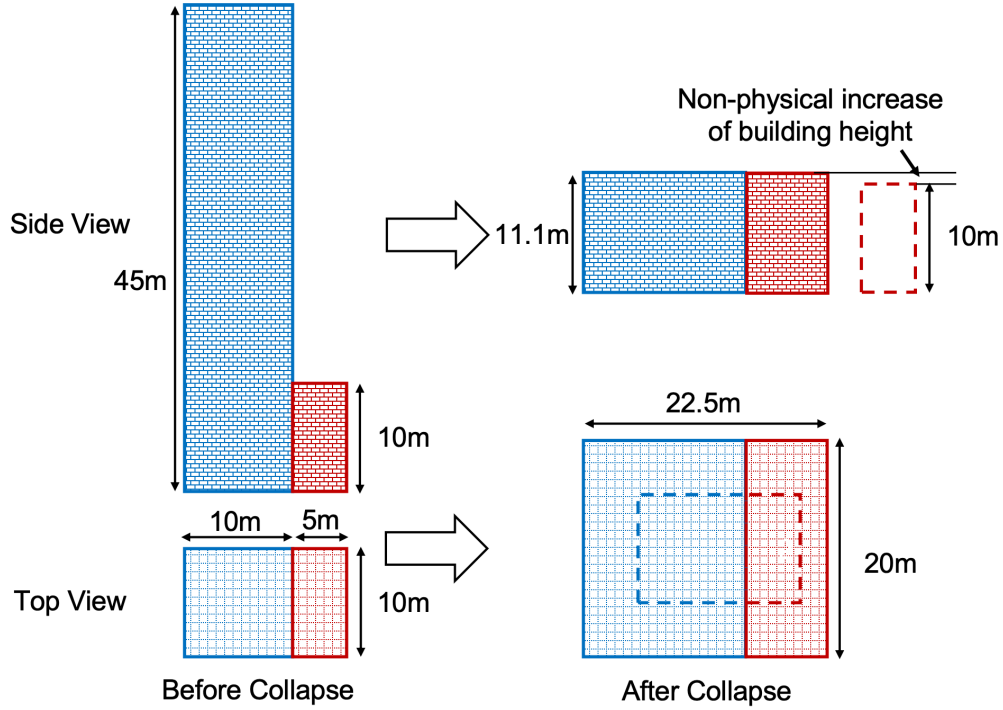 Non-physical increase
of building height
Side View
45m
10m
11.1m
10m
22.5m
10m
5m
Top View
10m
20m
Before Collapse
After Collapse